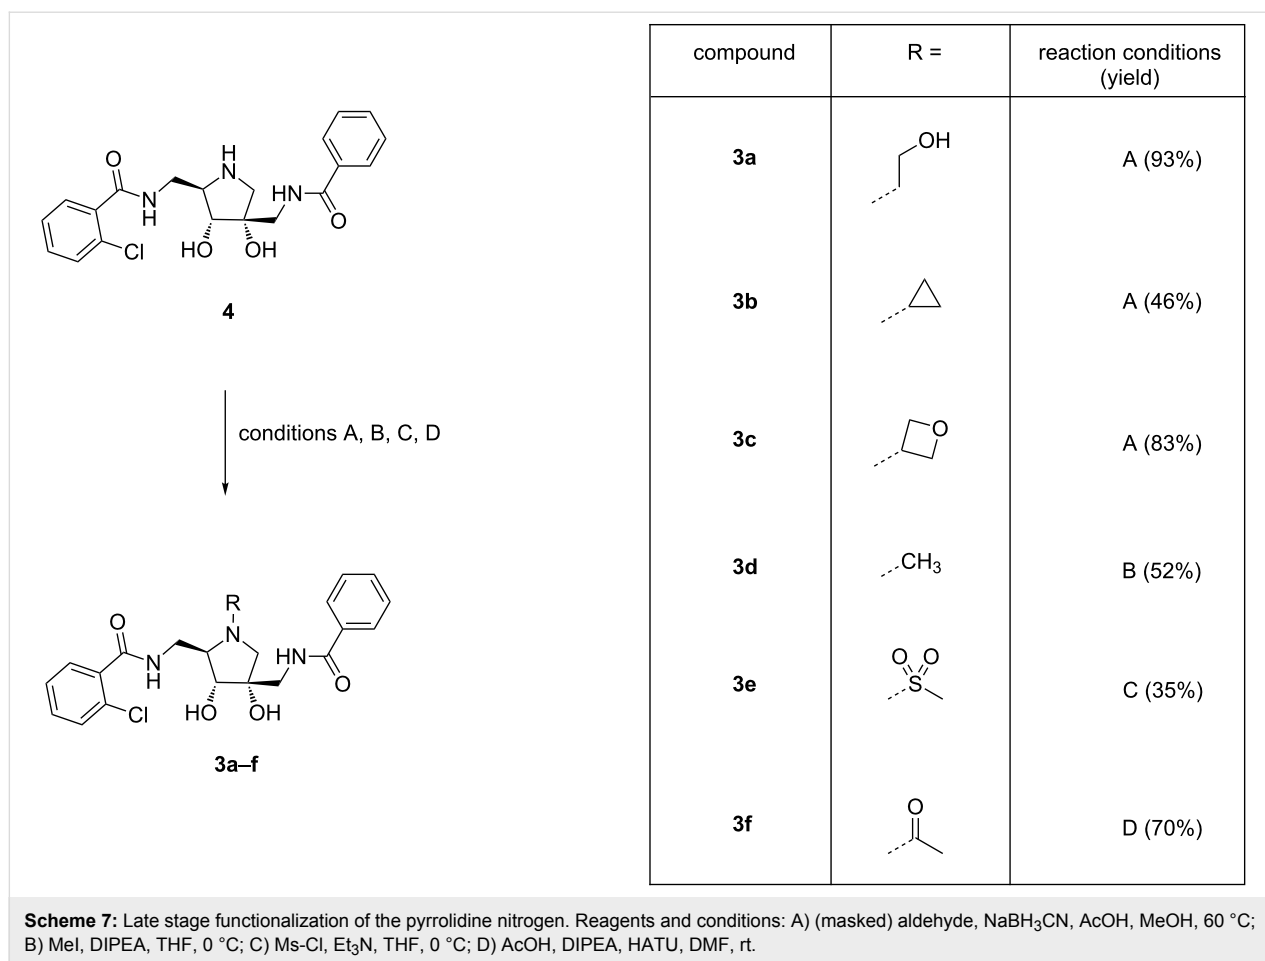 O
N
H
Cl
H
N
HO
OH
HN
O
4
conditions A, B, C, D
O
N
H
Cl
R
N
HO
OH
HN
O
3a–f
compound
R =
reaction conditions
(yield)
3a
OH
A (93%)
3b
A (46%)
3c
O
A (83%)
3d
CH3
B (52%)
3e
O O
S
C (35%)
3f
O
D (70%)
Scheme 7: Late stage functionalization of the pyrrolidine nitrogen. Reagents and conditions: A) (masked) aldehyde, NaBH3CN, AcOH, MeOH, 60 °C;
B) MeI, DIPEA, THF, 0 °C; C) Ms-Cl, Et3N, THF, 0 °C; D) AcOH, DIPEA, HATU, DMF, rt.